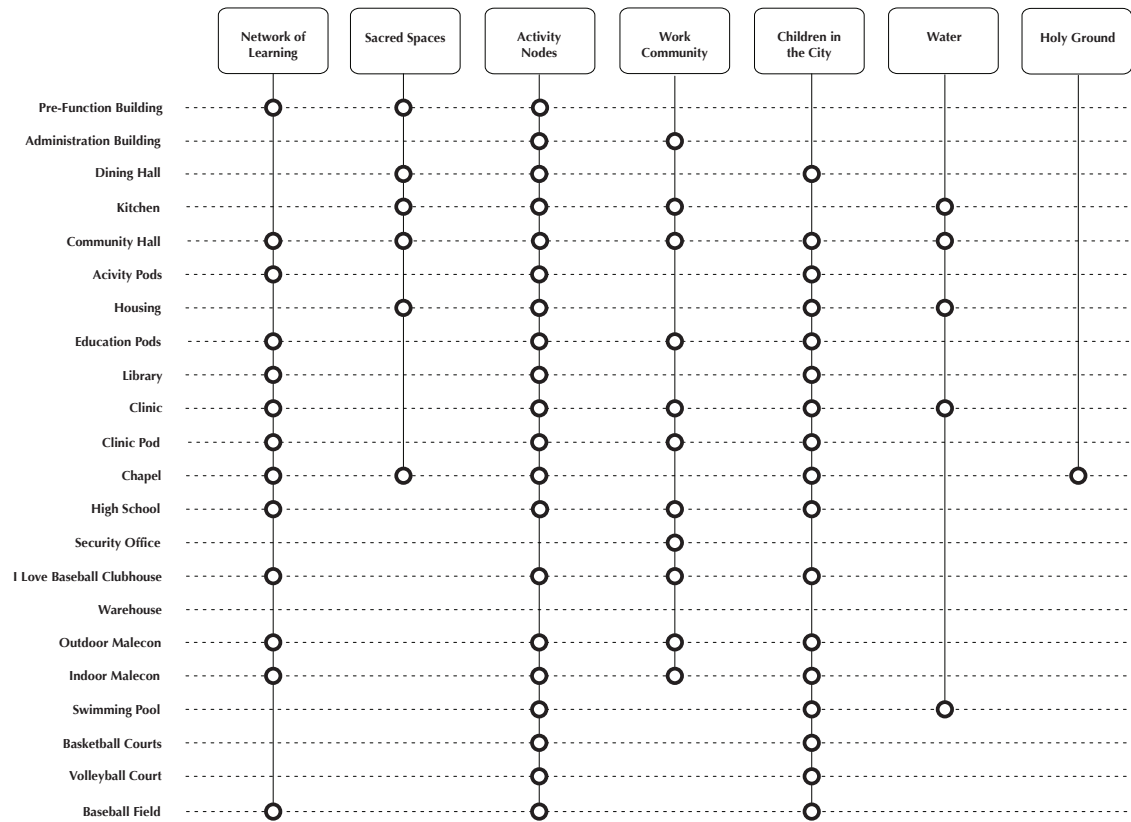 Network of
Learning
Sacred Spaces
Activity
Nodes
Work
Community
Children in
the City
Water
Holy Ground
Pre-Function Building
Administration Building
Dining Hall
Kitchen
Community Hall
Acivity Pods
Housing
Education Pods
Library
Clinic
Clinic Pod
Chapel
High School
Security Office
I Love Baseball Clubhouse
Warehouse
Outdoor Malecon
Indoor Malecon
Swimming Pool
Basketball Courts
Volleyball Court
Baseball Field